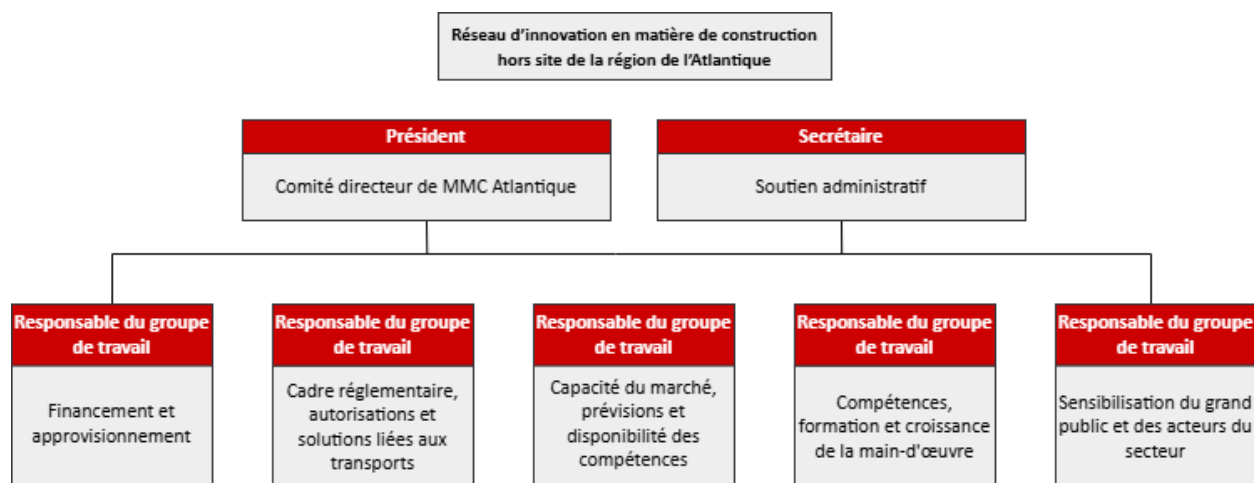 Réseau d’innovation en matière de construction
hors site de la région de l’Atlantique
Président
Comité directeur de MMC Atlantique
Secrétaire
Soutien administratif
Responsable du groupe
de travail
Financement et
approvisionnement
Responsable du groupe
de travail
Cadre réglementaire,
autorisations et
solutions liées aux
transports
Responsable du groupe
de travail
Capacité du marché,
prévisions et
disponibilité des
compétences
Responsable du groupe
de travail
Compétences,
formation et croissance
de la main-d'œuvre
Responsable du groupe
de travail
Sensibilisation du grand
public et des acteurs du
secteur